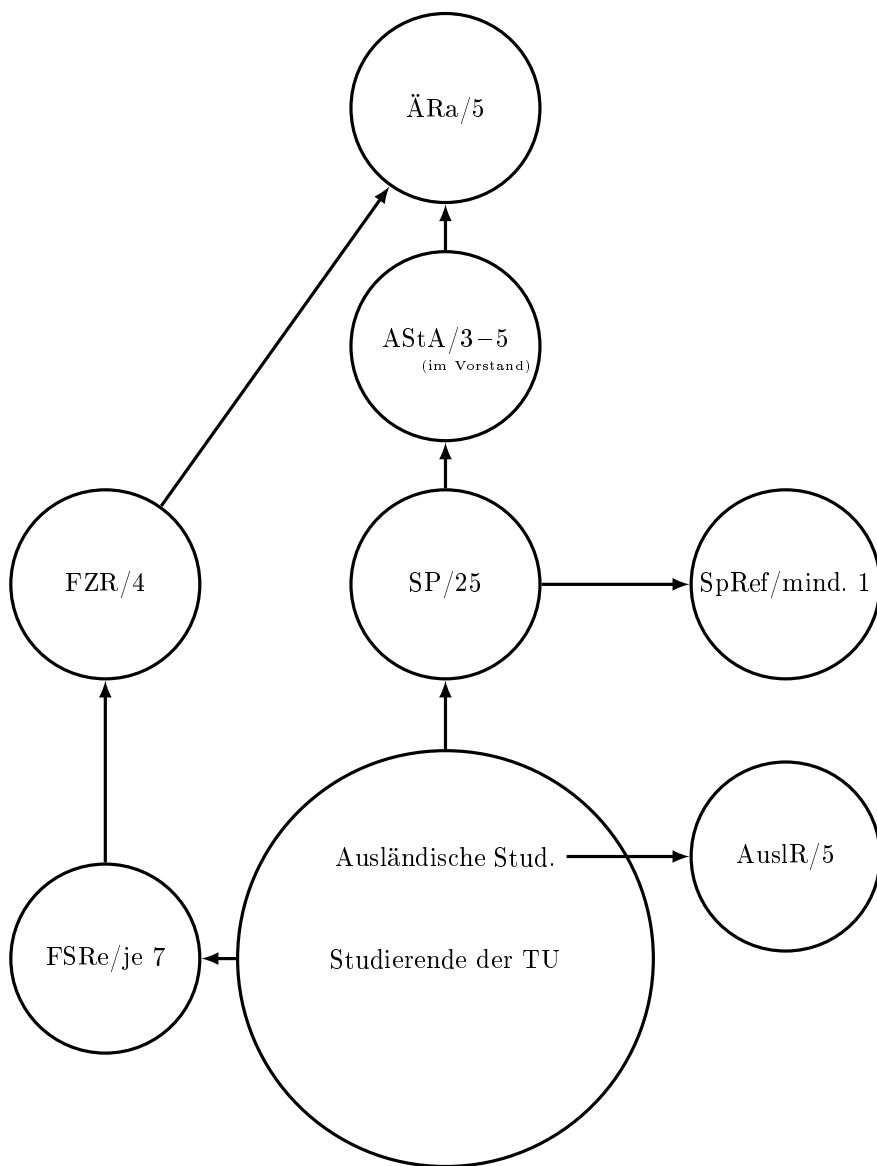 ÄRa/5
AStA/3–5
(im Vorstand)
FZR/4
SP/25
SpRef/mind. 1
Ausländische Stud.
AuslR/5
FSRe/je 7
Studierende der TU